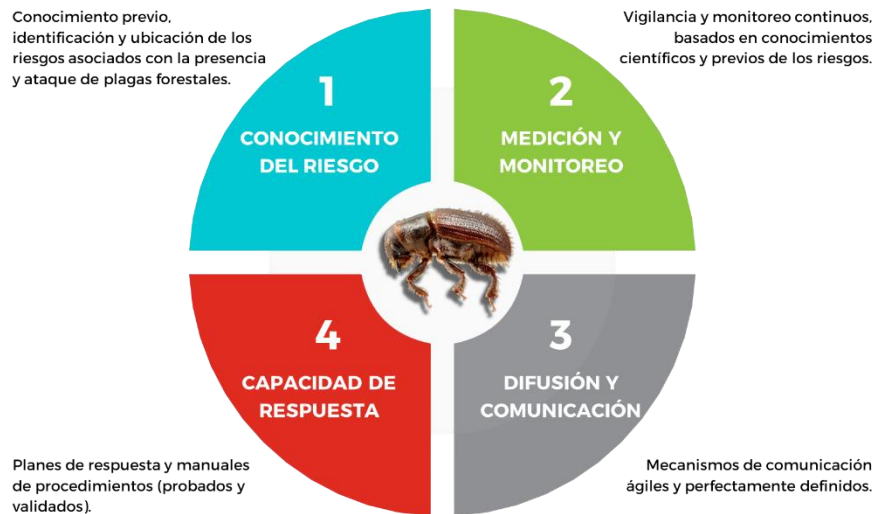 Conocimiento previo,
identificación y ubicación de los
riesgos asociados con la presencia
y ataque de plagas forestales.
1
CONOCIMIENTO
DEL RIESGO
Vigilancia y monitoreo continuos,
basados en conocimientos
científicos y previos de los riesgos.
2
MEDICIÓN Y
MONITOREO
4
CAPACIDAD DE
RESPUESTA
Planes de respuesta y manuales
de procedimientos (probados y
validados).
3
DIFUSIÓN Y
COMUNICACIÓN
Mecanismos de comunicación
ágiles y perfectamente definidos.